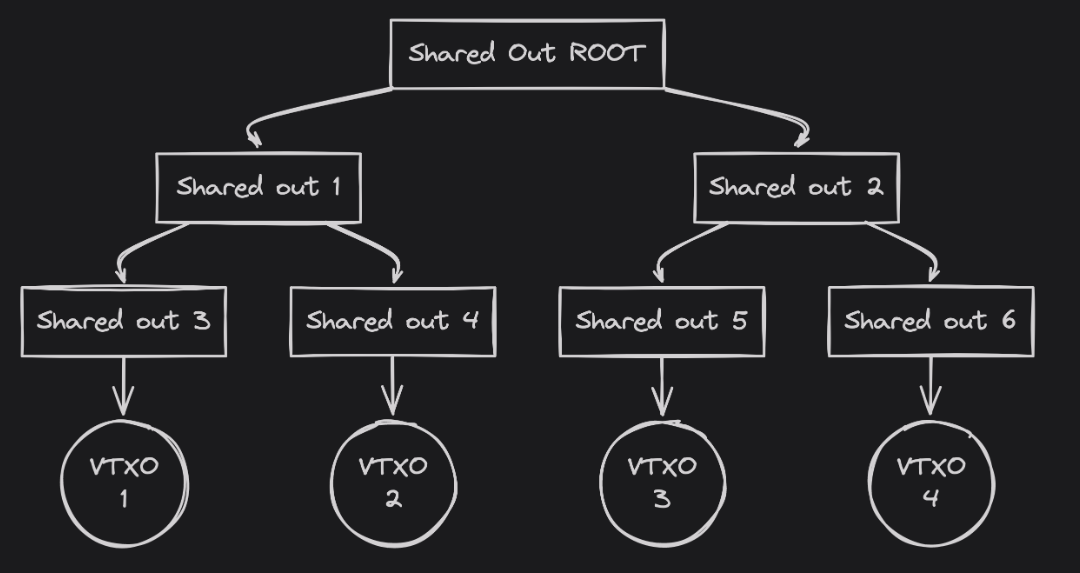 Shared Out ROOT
Shared out 1
Shared out 2
Shared out 3
Shared out 4
Shared out 5
Shared out 6
VTXO
1
VTXO
2
VTXO
3
VTXO
4